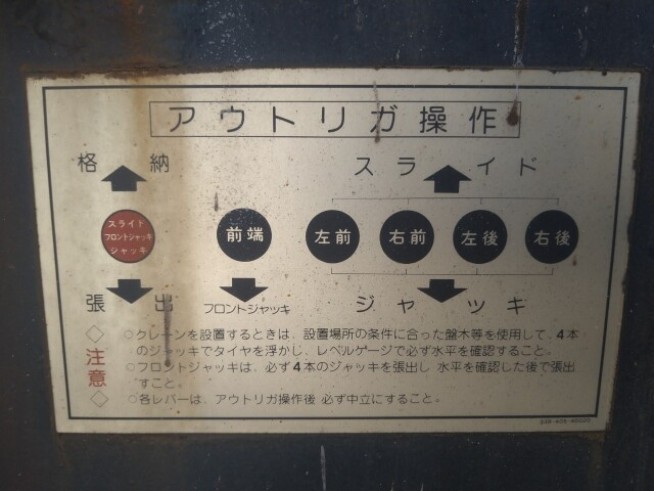 アウトリガ操作
格納 スライド
スライド
フロントジャッキ
ジャッキ
前端 左前 右前 左後 右後
張出 フロントジャッキ ジャッキ
◇注意◇
○クレーンを設置するときは、設置場所の条件に合った盤木等を使用して、4本
のジャッキでタイヤを浮かし、レベルゲージで必ず水平を確認すること。
○フロントジャッキは、必ず4本のジャッキを張出し 水平を確認した後で張出
すこと。
○各レバーは、アウトリガ操作後 必ず中立にすること。